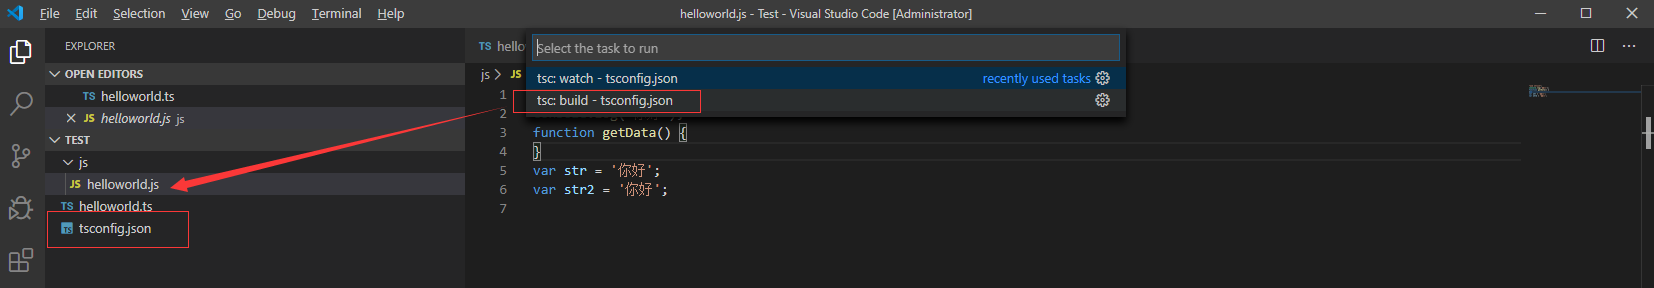 File Edit Selection View Go Debug Terminal Help
helloworld.js - Test - Visual Studio Code [Administrator]
EXPLORER
OPEN EDITORS
TS helloworld.ts
JS helloworld.js js
TEST
js
JS helloworld.js
TS helloworld.ts
TS tsconfig.json
TS hellow
Select the task to run
tsc: watch - tsconfig.json recently used tasks
tsc: build - tsconfig.json
js > JS
1
2
3 function getData() {
4 }
5 var str = '你好';
6 var str2 = '你好';
7